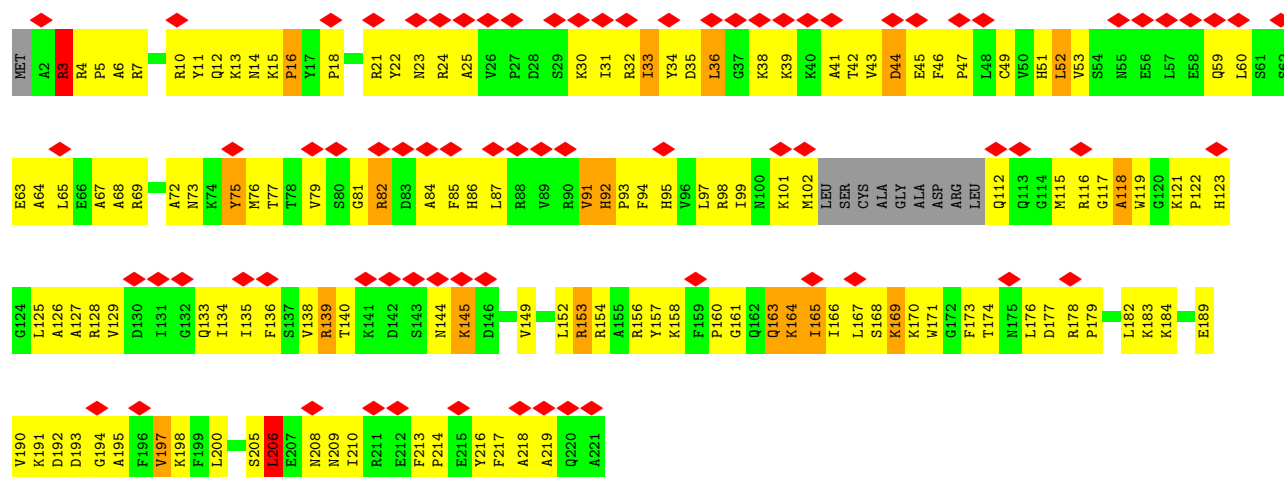 MET A2 R3 R4 P5 A6 R7 R10 Y11 Q12 K13 N14 K15 P16 Y17 P18 R21 Y22 N23 R24 A25 V26 P27 D28 S29 K30 I31 R32 I33 Y34 D35 L36 G37 K38 K39 K40 A41 T42 V43 D44 E45 F46 P47 L48 C49 V50 H51 L52 V53 S54 N55 E56 L57 E58 Q59 L60 S61 S62
E63 A64 L65 E66 A67 A68 R69 A72 N73 K74 Y75 M76 T77 T78 V79 S80 G81 R82 D83 A84 F85 H86 L87 R88 V89 R90 V91 H92 P93 F94 H95 V96 L97 R98 I99 N100 K101 M102 LEU SER CYS ALA GLY ALA ASP ARG LEU Q112 Q113 G114 M115 R116 G117 A118 W119 G120 K121 P122 H123
G124 L125 A126 A127 R128 V129 D130 I131 G132 Q133 I134 I135 F136 S137 V138 R139 T140 K141 D142 S143 N144 K145 D146 V149 L152 R153 R154 A155 R156 Y157 K158 F159 P160 G161 Q162 Q163 K164 I165 I166 L167 S168 K169 K170 W171 G172 F173 T174 N175 L176 D177 R178 P179 L182 K183 K184 E189
V190 K191 D192 D193 G194 A195 F196 V197 K198 F199 L200 S205 L206 E207 N208 N209 I210 R211 E212 F213 P214 E215 Y216 F217 A218 A219 Q220 A221